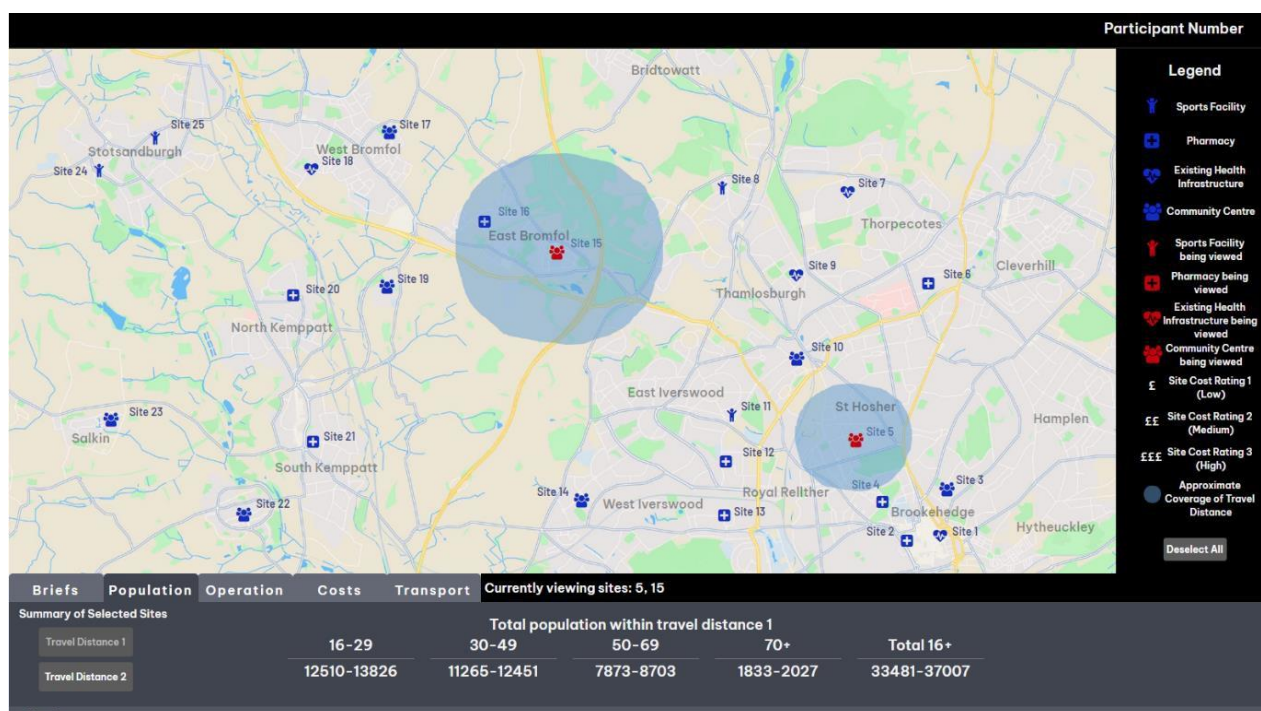 Participant Number
Bridtowatt
Site 25
Stotsandburgh
Site 24
Site 17
West Bromfol
Site 18
Site 16
East Bromfol
Site 15
Site 8
Site 7
Thorpecotes
Site 9
Site 6
Cleverhill
Thamlosburgh
Site 19
Site 20
North Kemppatt
Site 10
East Iverswood
Site 11
St Hosher
Site 5
Hamplen
Site 23
Salkin
Site 21
South Kemppatt
Site 12
Site 22
Site 14
West Iverswood
Royal Rellther
Site 13
Site 4
Site 3
Brookehedge
Site 2
Site 1
Hytheuckley
Legend
Sports Facility
Pharmacy
Existing Health
Infrastructure
Community Centre
Sports Facility
being viewed
Pharmacy being
viewed
Existing Health
Infrastructure being
viewed
Community Centre
being viewed
£ Site Cost Rating 1
(Low)
££ Site Cost Rating 2
(Medium)
£££ Site Cost Rating 3
(High)
Approximate
Coverage of Travel
Distance
Deselect All
Briefs Population Operation Costs Transport Currently viewing sites: 5, 15
Summary of Selected Sites
Travel Distance 1
Travel Distance 2
Total population within travel distance 1
16-29 30-49 50-69 70+ Total 16+
12510-13826 11265-12451 7873-8703 1833-2027 33481-37007